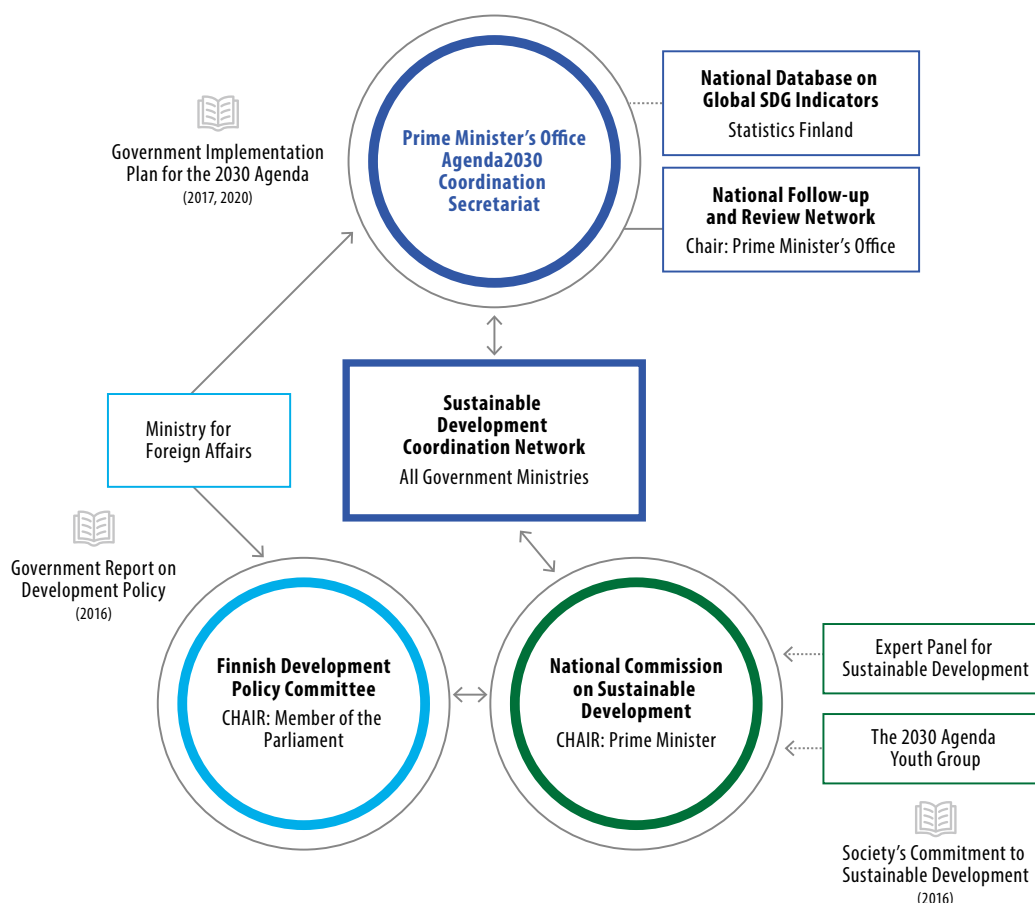 National Database on
Global SDG Indicators
Statistics Finland
Prime Minister's Office
Agenda2030
Coordination
Secretariat
Government Implementation
Plan for the 2030 Agenda
(2017, 2020)
National Follow-up
and Review Network
Chair: Prime Minister's Office
Sustainable
Development
Coordination Network
All Government Ministries
Ministry for
Foreign Affairs
Government Report on
Development Policy
(2016)
Finnish Development
Policy Committee
CHAIR: Member of the
Parliament
National Commission
on Sustainable
Development
CHAIR: Prime Minister
Expert Panel for
Sustainable Development
The 2030 Agenda
Youth Group
Society's Commitment to
Sustainable Development
(2016)